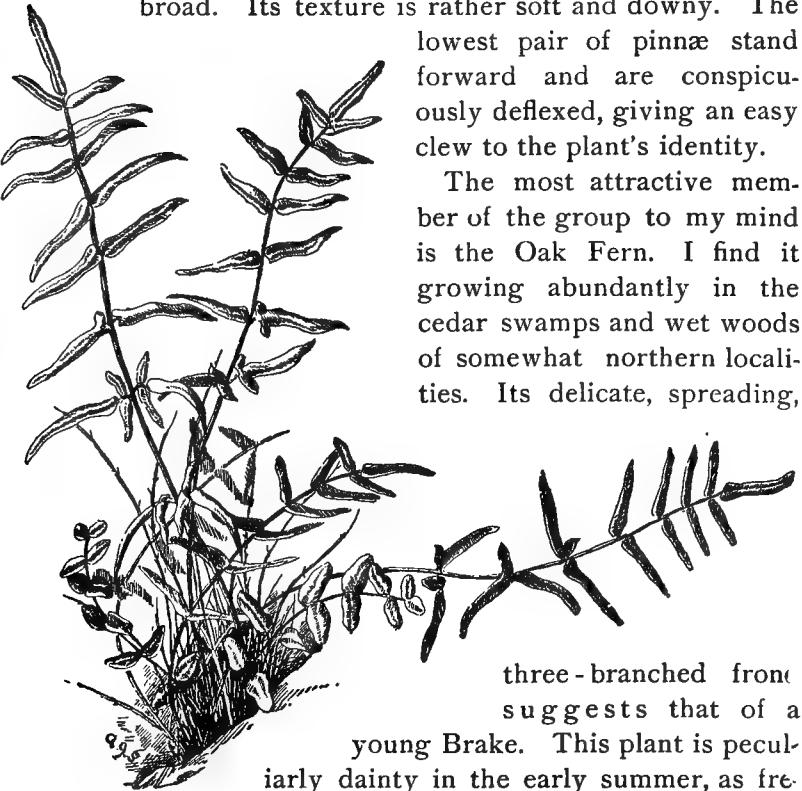 broad. Its texture is rather soft and downy. The
lowest pair of pinnæ stand
forward and are conspicu-
ously deflexed, giving an easy
clew to the plant's identity.
The most attractive mem-
ber of the group to my mind
is the Oak Fern. I find it
growing abundantly in the
cedar swamps and wet woods
of somewhat northern locali-
ties. Its delicate, spreading,
three-branched frond
suggests that of a
young Brake. This plant is pecul-
iarly dainty in the early summer, as fre-